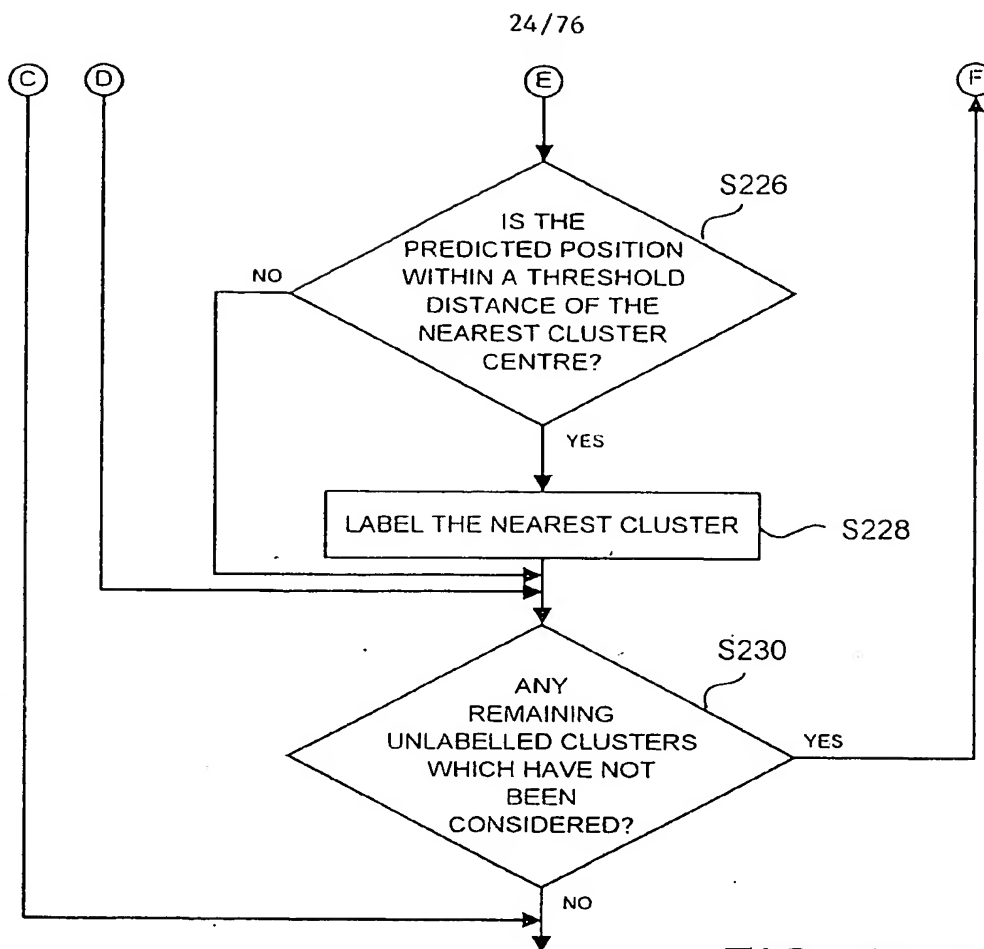 24/76
C
D
E
F
S226
IS THE
PREDICTED POSITION
WITHIN A THRESHOLD
DISTANCE OF THE
NEAREST CLUSTER
CENTRE?
NO
YES
LABEL THE NEAREST CLUSTER
S228
S230
ANY
REMAINING
UNLABELLED CLUSTERS
WHICH HAVE NOT
BEEN
CONSIDERED?
YES
NO